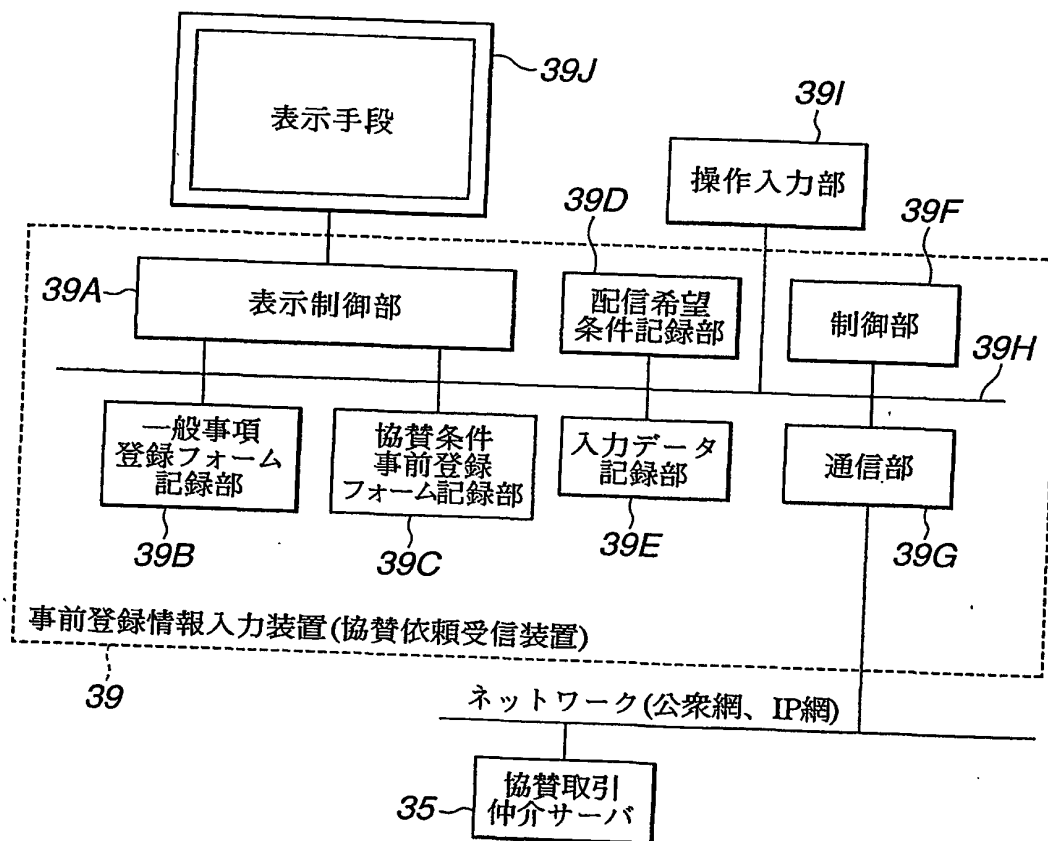 表示手段
39J
39I
操作入力部
39D
39F
39A
表示制御部
配信希望
条件記録部
制御部
39H
一般事項
登録フォーム
記録部
協賛条件
事前登録
フォーム記録部
入力データ
記録部
通信部
39B
39C
39E
39G
事前登録情報入力装置(協賛依頼受信装置)
39
ネットワーク(公衆網、IP網)
35
協賛取引
仲介サーバ